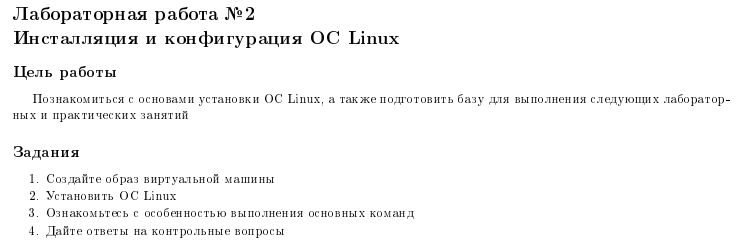 Лабораторная работа №2
Инсталляция и конфигурация ОС Linux
Цель работы
Познакомиться с основами установки ОС Linux, а также подготовить базу для выполнения следующих лаборатор-
ных и практических занятий
Задания
1. Создайте образ виртуальной машины
2. Установить ОС Linux
3. Ознакомьтесь с особенностью выполнения основных команд
4. Дайте ответы на контрольные вопросы